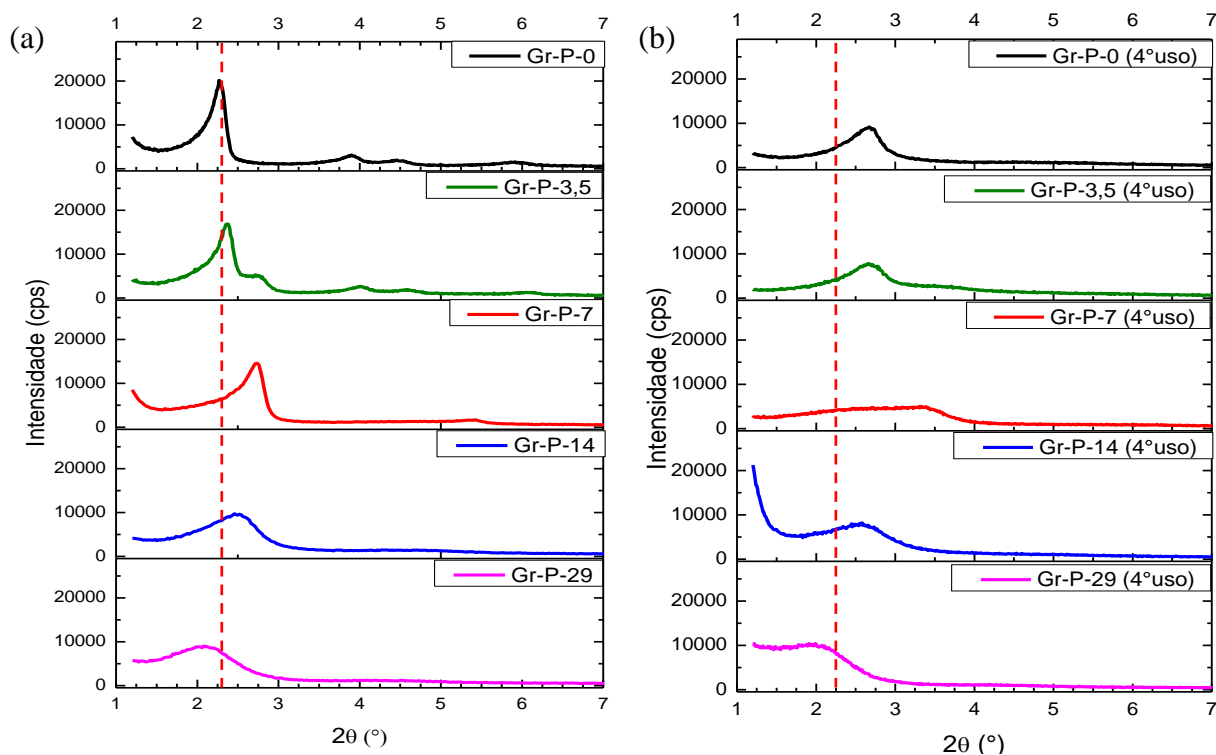 (a)
1 2 3 4 5 6 7
Gr-P-0
20000
10000
0
Gr-P-3,5
20000
10000
0
Gr-P-7
20000
10000
0
Gr-P-14
20000
10000
0
Gr-P-29
20000
10000
0
Intensidade (cps)
1 2 3 4 5 6 7
2θ (°)
(b)
1 2 3 4 5 6 7
Gr-P-0 (4°uso)
20000
10000
0
Gr-P-3,5 (4°uso)
20000
10000
0
Gr-P-7 (4°uso)
20000
10000
0
Gr-P-14 (4°uso)
20000
10000
0
Gr-P-29 (4°uso)
20000
10000
0
Intensidade (cps)
1 2 3 4 5 6 7
2θ (°)